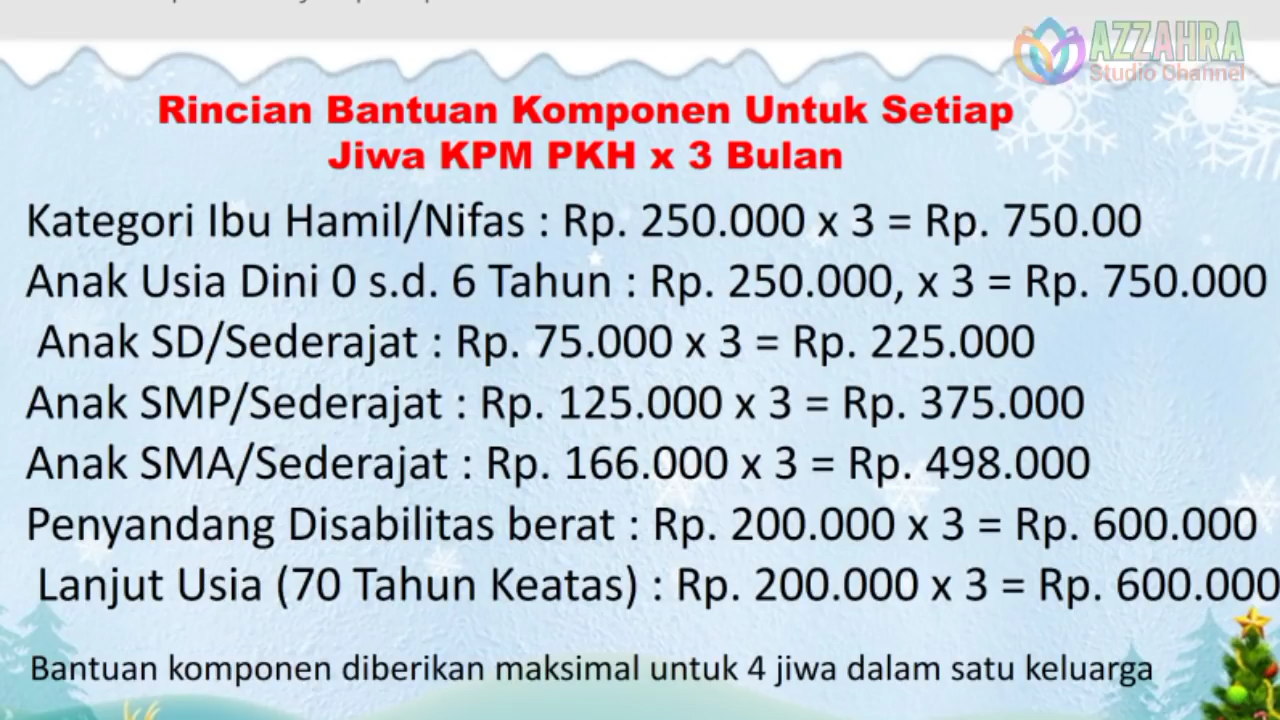 AZZAHRA
Studio Channel
Rincian Bantuan Komponen Untuk Setiap
Jiwa KPM PKH x 3 Bulan
Kategori Ibu Hamil/Nifas : Rp. 250.000 x 3 = Rp. 750.00
Anak Usia Dini 0 s.d. 6 Tahun : Rp. 250.000, x 3 = Rp. 750.000
Anak SD/Sederajat : Rp. 75.000 x 3 = Rp. 225.000
Anak SMP/Sederajat : Rp. 125.000 x 3 = Rp. 375.000
Anak SMA/Sederajat : Rp. 166.000 x 3 = Rp. 498.000
Penyandang Disabilitas berat : Rp. 200.000 x 3 = Rp. 600.000
Lanjut Usia (70 Tahun Keatas) : Rp. 200.000 x 3 = Rp. 600.000
Bantuan komponen diberikan maksimal untuk 4 jiwa dalam satu keluarga